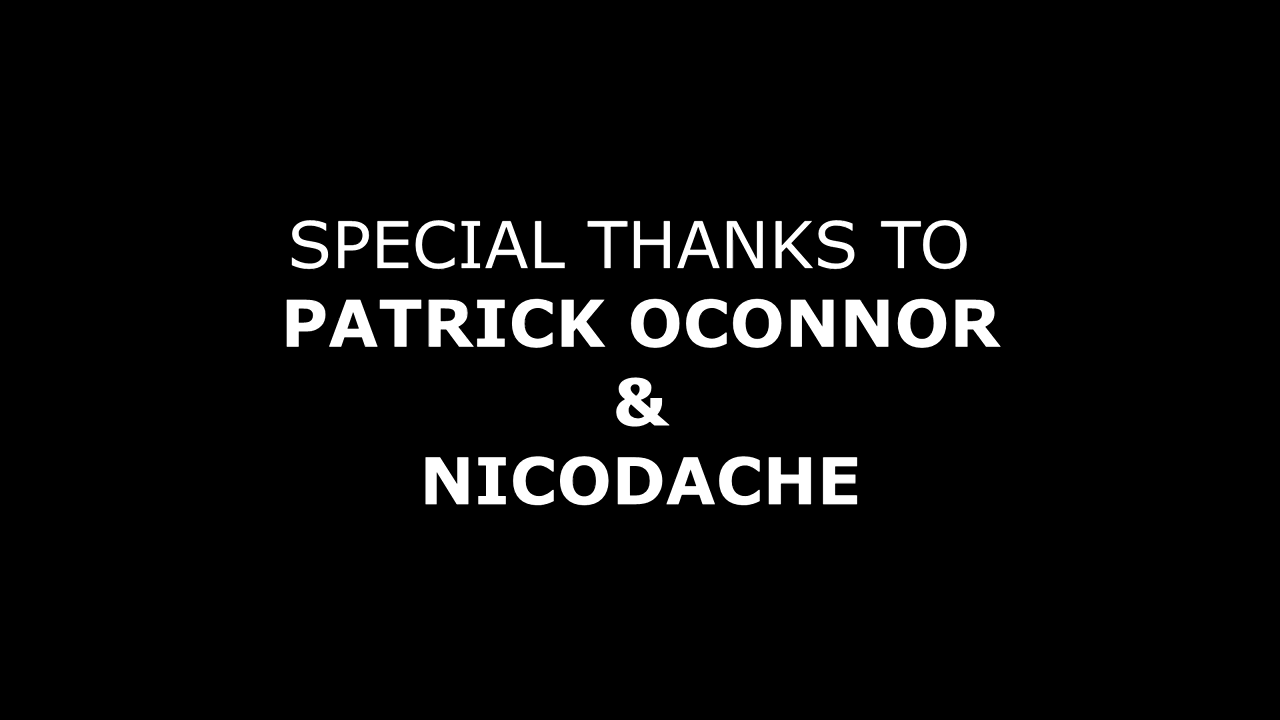 SPECIAL THANKS TO
PATRICK OCONNOR
&
NICODACHE